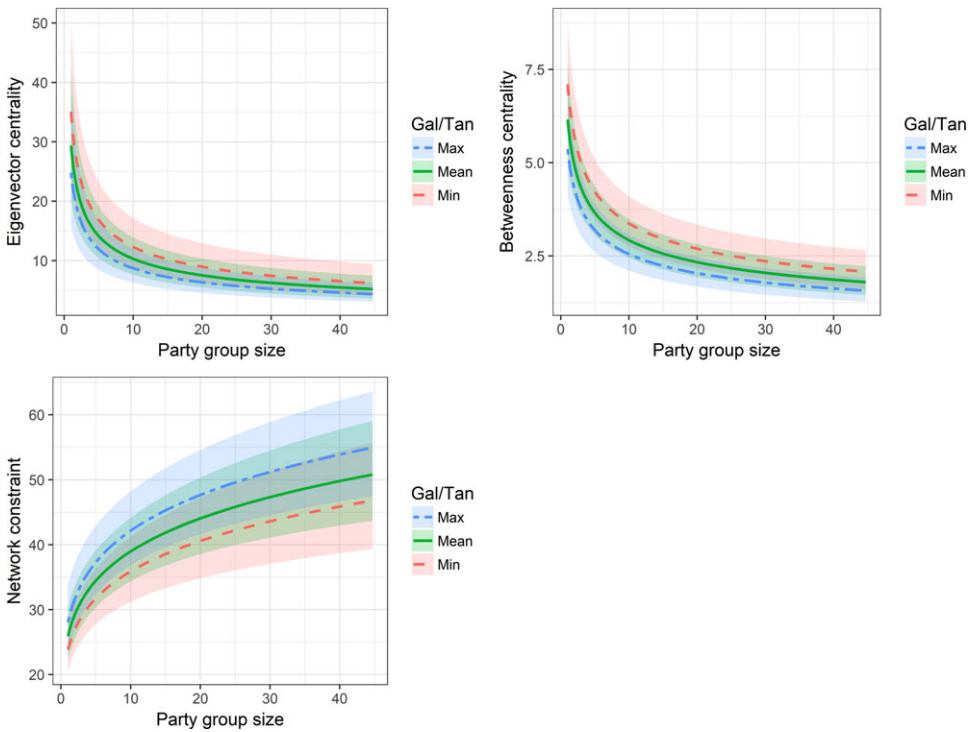 Eigenvector centrality
50
40
30
20
10
0 10 20 30 40
Party group size
Gal/Tan
Max
Mean
Min
Betweenness centrality
7.5
5.0
2.5
0 10 20 30 40
Party group size
Gal/Tan
Max
Mean
Min
Network constraint
60
50
40
30
20
0 10 20 30 40
Party group size
Gal/Tan
Max
Mean
Min